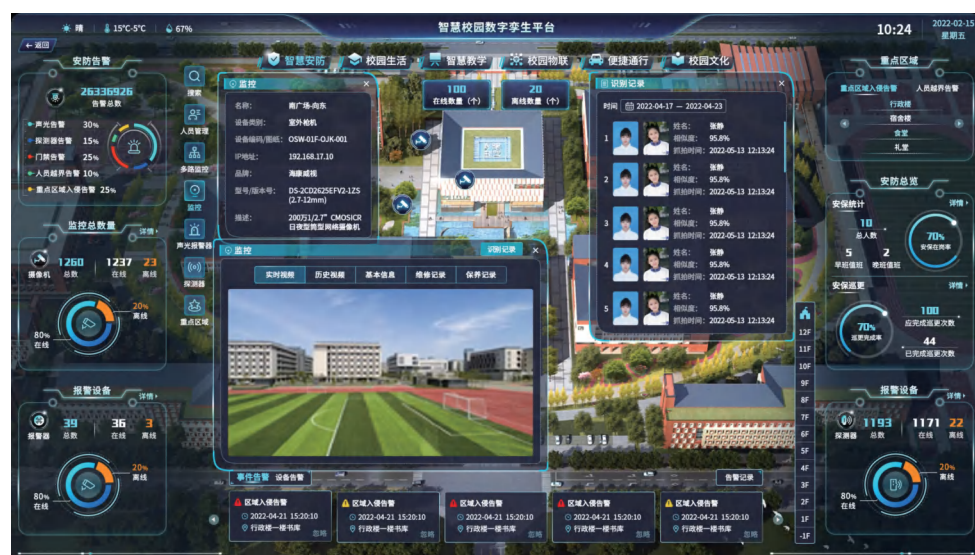 晴 15°C-5°C 67%
智慧校园数字孪生平台
10:24 2022-02-15
星期五
返回
智慧安防 校园生活 智慧教学 校园物联 便捷通行 校园文化
安防告警
26336926
告警总数
声光告警 30%
探测器告警 15%
门禁告警 25%
人员越界告警 10%
重点区域入侵告警 25%
监控总数量
详情
摄像机
1260 总数
1237 在线
23 离线
20% 离线
80% 在线
报警设备
详情
报警器
39 总数
36 在线
3 离线
20% 离线
80% 在线
搜索
人员管理
多路监控
监控
声光报警器
探测器
重点区域
监控 ×
名称: 南广场-向东
设备类别: 室外枪机
设备编码/图纸: OSW-01F-OJK-001
IP地址: 192.168.17.10
品牌: 海康威视
型号/版本号: DS-2CD2625EFV2-1ZS
(2.7-12mm)
描述: 200万1/2.7" CMOSICR
日夜型筒型网络摄像机
100
在线数量（个）
20
离线数量（个）
监控 识别记录 ×
实时视频 历史视频 基本信息 维修记录 保养记录
识别记录 ×
时间 2022-04-17 — 2022-04-23
1
姓名: 张静
相似度: 95.8%
抓拍时间: 2022-05-13 12:13:24
2
姓名: 张静
相似度: 95.8%
抓拍时间: 2022-05-13 12:13:24
3
姓名: 张静
相似度: 95.8%
抓拍时间: 2022-05-13 12:13:24
4
姓名: 张静
相似度: 95.8%
抓拍时间: 2022-05-13 12:13:24
5
姓名: 张静
相似度: 95.8%
抓拍时间: 2022-05-13 12:13:24
12F
11F
10F
9F
8F
7F
6F
5F
4F
3F
2F
1F
-1F
事件告警 设备告警 告警记录
区域入侵告警
2022-04-21 15:20:10
行政楼一楼书库
忽略
区域入侵告警
2022-04-21 15:20:10
行政楼一楼书库
忽略
区域入侵告警
2022-04-21 15:20:10
行政楼一楼书库
忽略
区域入侵告警
2022-04-21 15:20:10
行政楼一楼书库
忽略
区域入侵告警
2022-04-21 15:20:10
行政楼一楼书库
忽略
重点区域
重点区域入侵告警 人员越界告警
行政楼
宿舍楼
食堂
礼堂
安防总览
安保统计 详情
10
总人数
5 早班值班
2 晚班值班
70%
安保在岗率
安保巡更 详情
70%
巡更完成率
100
应完成巡更次数
44
已完成巡更次数
报警设备
详情
探测器
1193 总数
1171 在线
22 离线
20% 离线
80% 在线